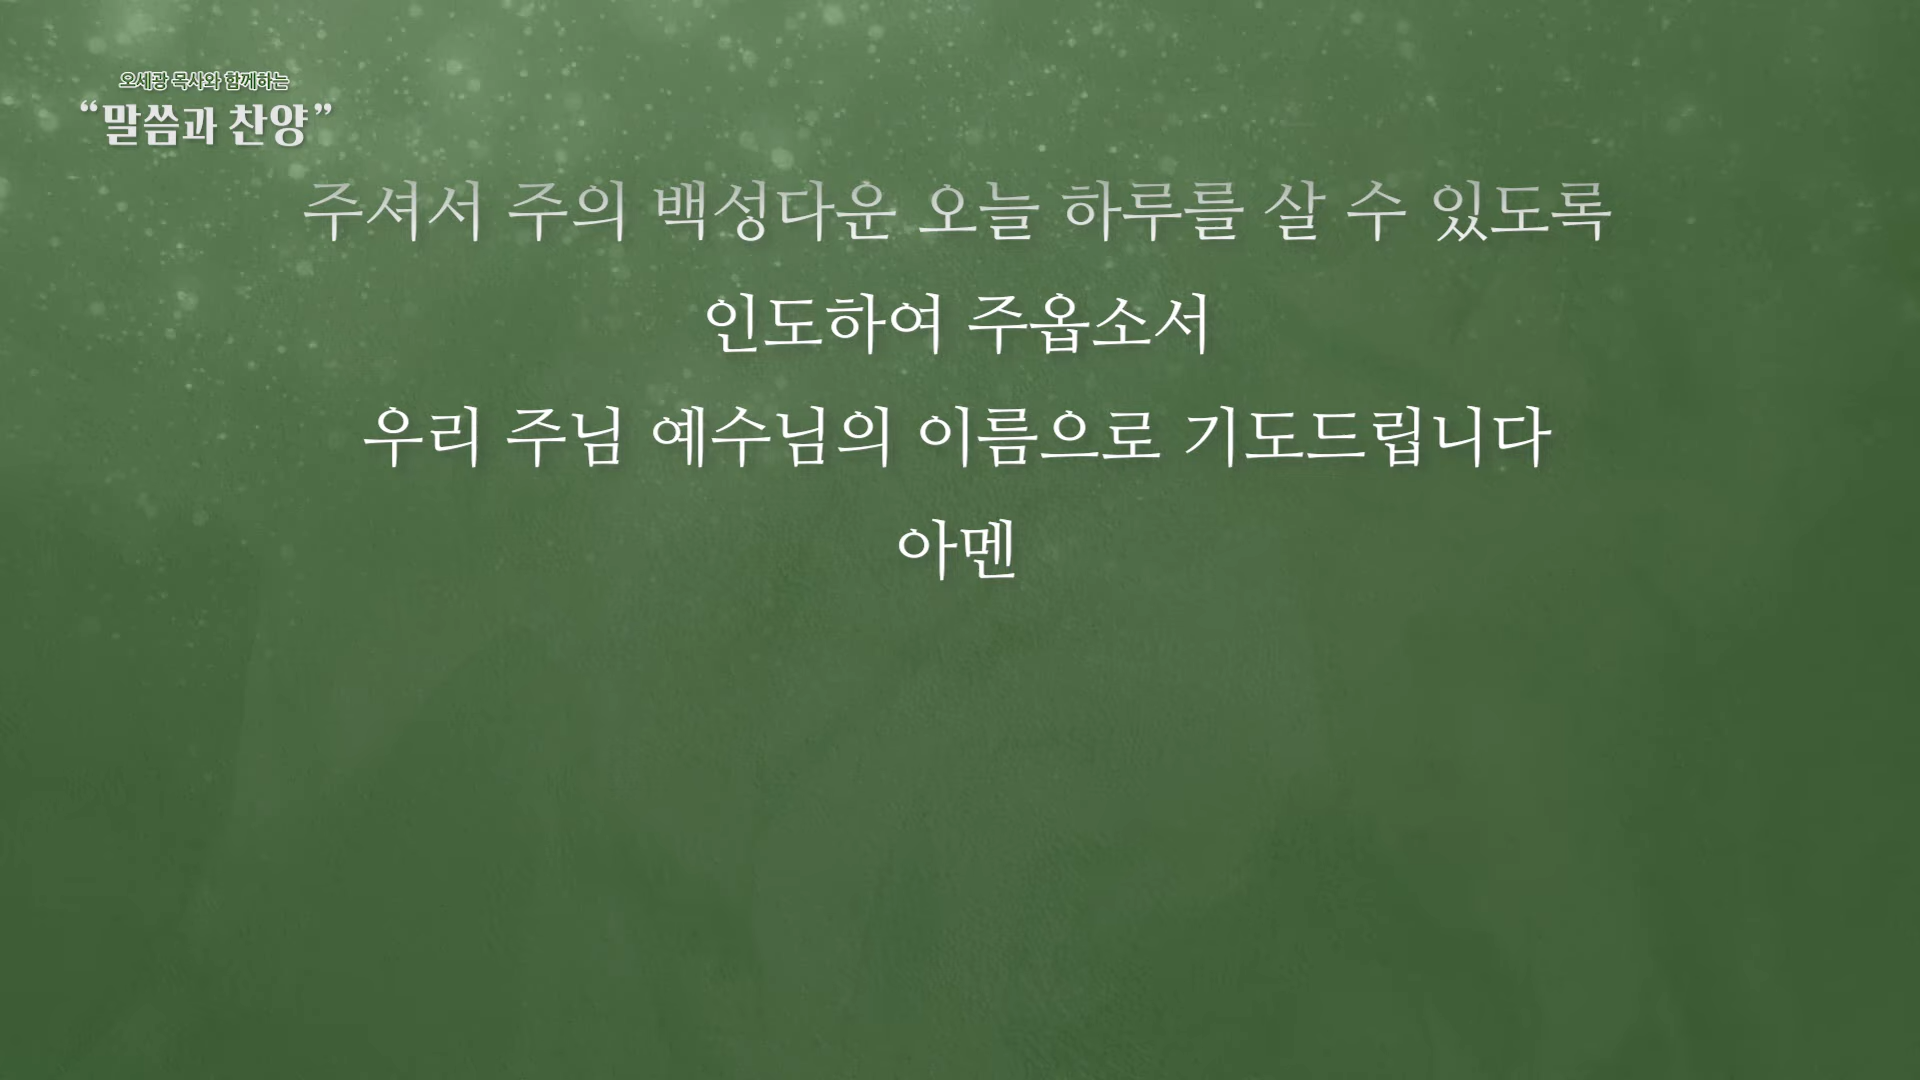 오세광 목사와 함께하는
“말씀과 찬양”
주셔서 주의 백성다운 오늘 하루를 살 수 있도록
인도하여 주옵소서
우리 주님 예수님의 이름으로 기도드립니다
아멘